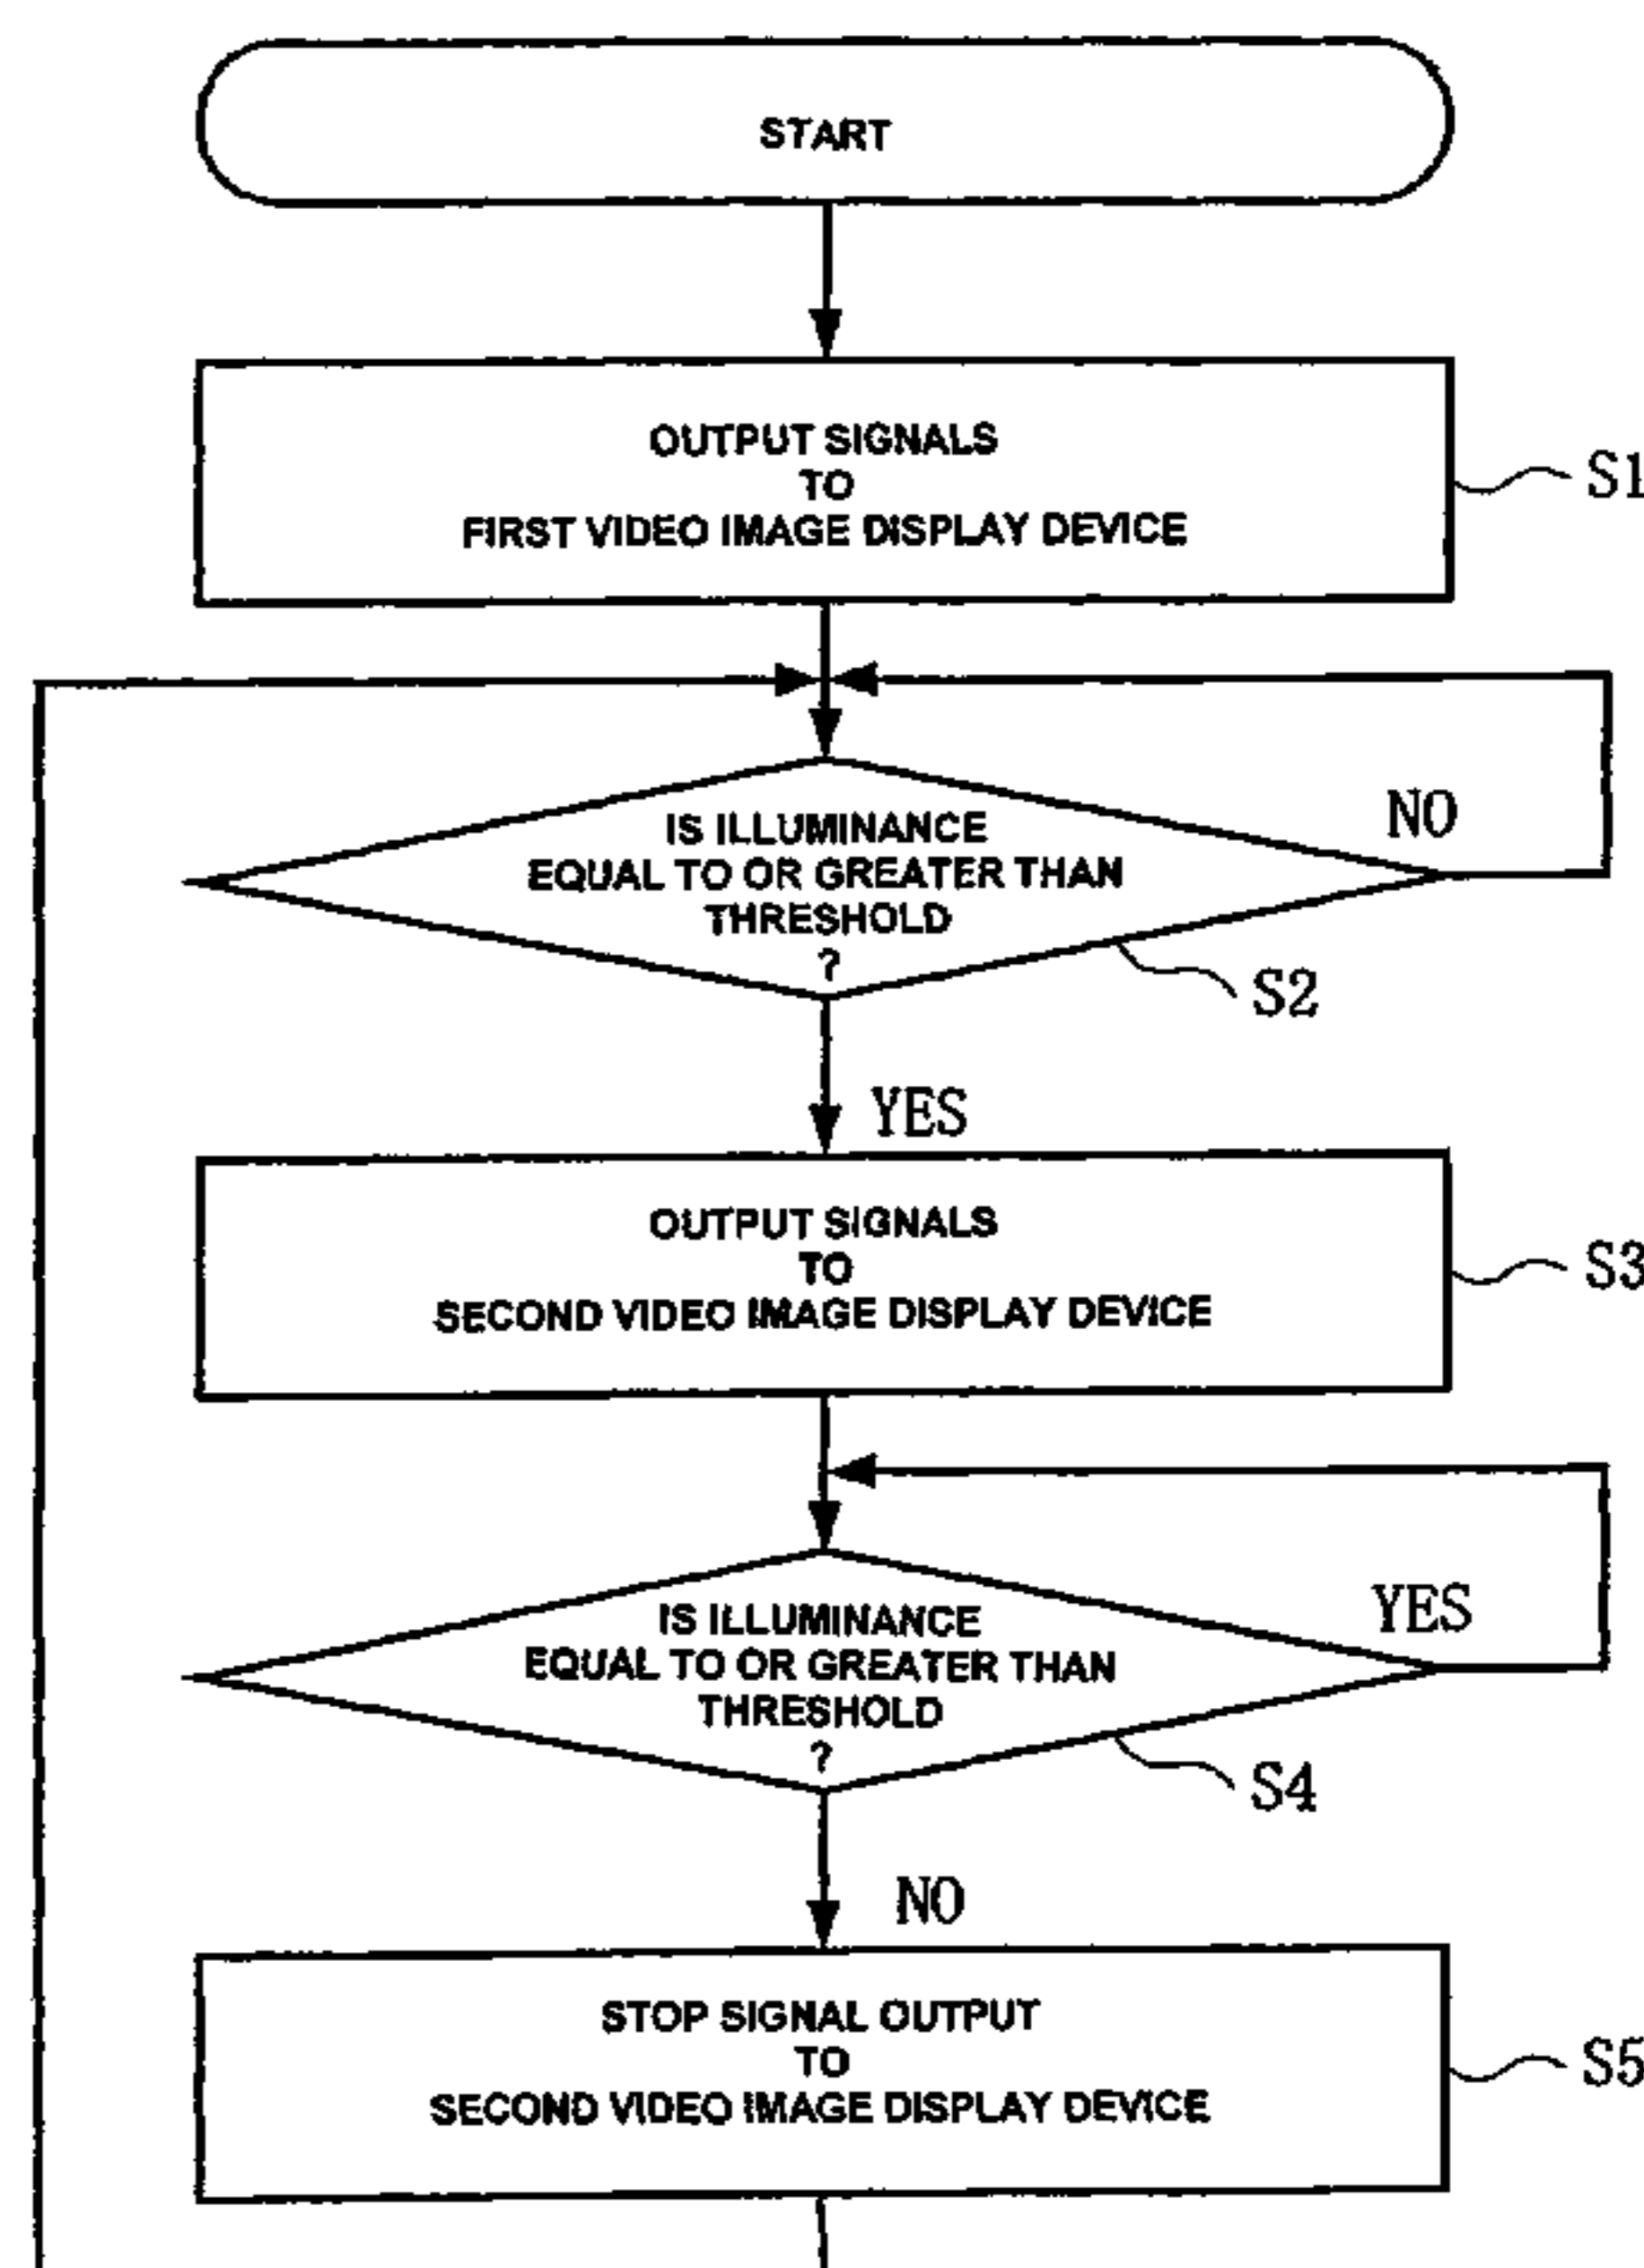 START
OUTPUT SIGNALS
TO
FIRST VIDEO IMAGE DISPLAY DEVICE
S1
IS ILLUMINANCE
EQUAL TO OR GREATER THAN
THRESHOLD
?
NO
S2
YES
OUTPUT SIGNALS
TO
SECOND VIDEO IMAGE DISPLAY DEVICE
S3
IS ILLUMINANCE
EQUAL TO OR GREATER THAN
THRESHOLD
?
YES
S4
NO
STOP SIGNAL OUTPUT
TO
SECOND VIDEO IMAGE DISPLAY DEVICE
S5